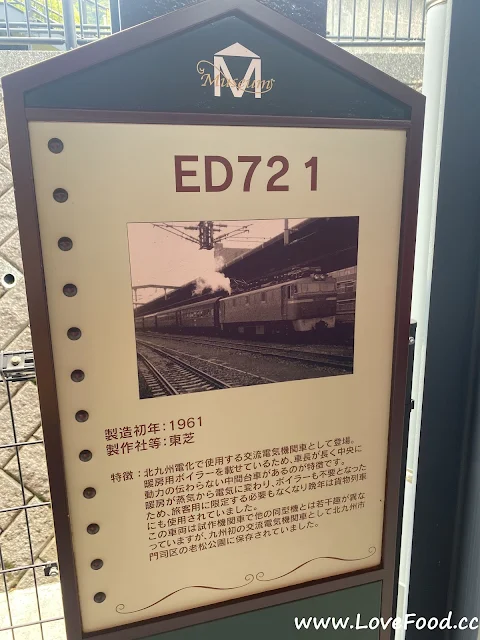 M
Museum
ED72 1
製造初年：1961
製作社等：東芝
特徴：北九州電化で使用する交流電気機関車として登場。
暖房用ボイラーを載せているため、車長が長く中央に
動力の伝わらない中間台車があるのが特徴です。
暖房が蒸気から電気に変わり、ボイラーも不要となった
ため、旅客用に限定する必要もなくなり晩年は貨物列車
にも使用されていました。
この車両は試作機関車で他の同型機とは若干顔が異な
っていますが、九州初の交流電気機関車として北九州市
門司区の老松公園に保存されていました。
www.LoveFood.cc